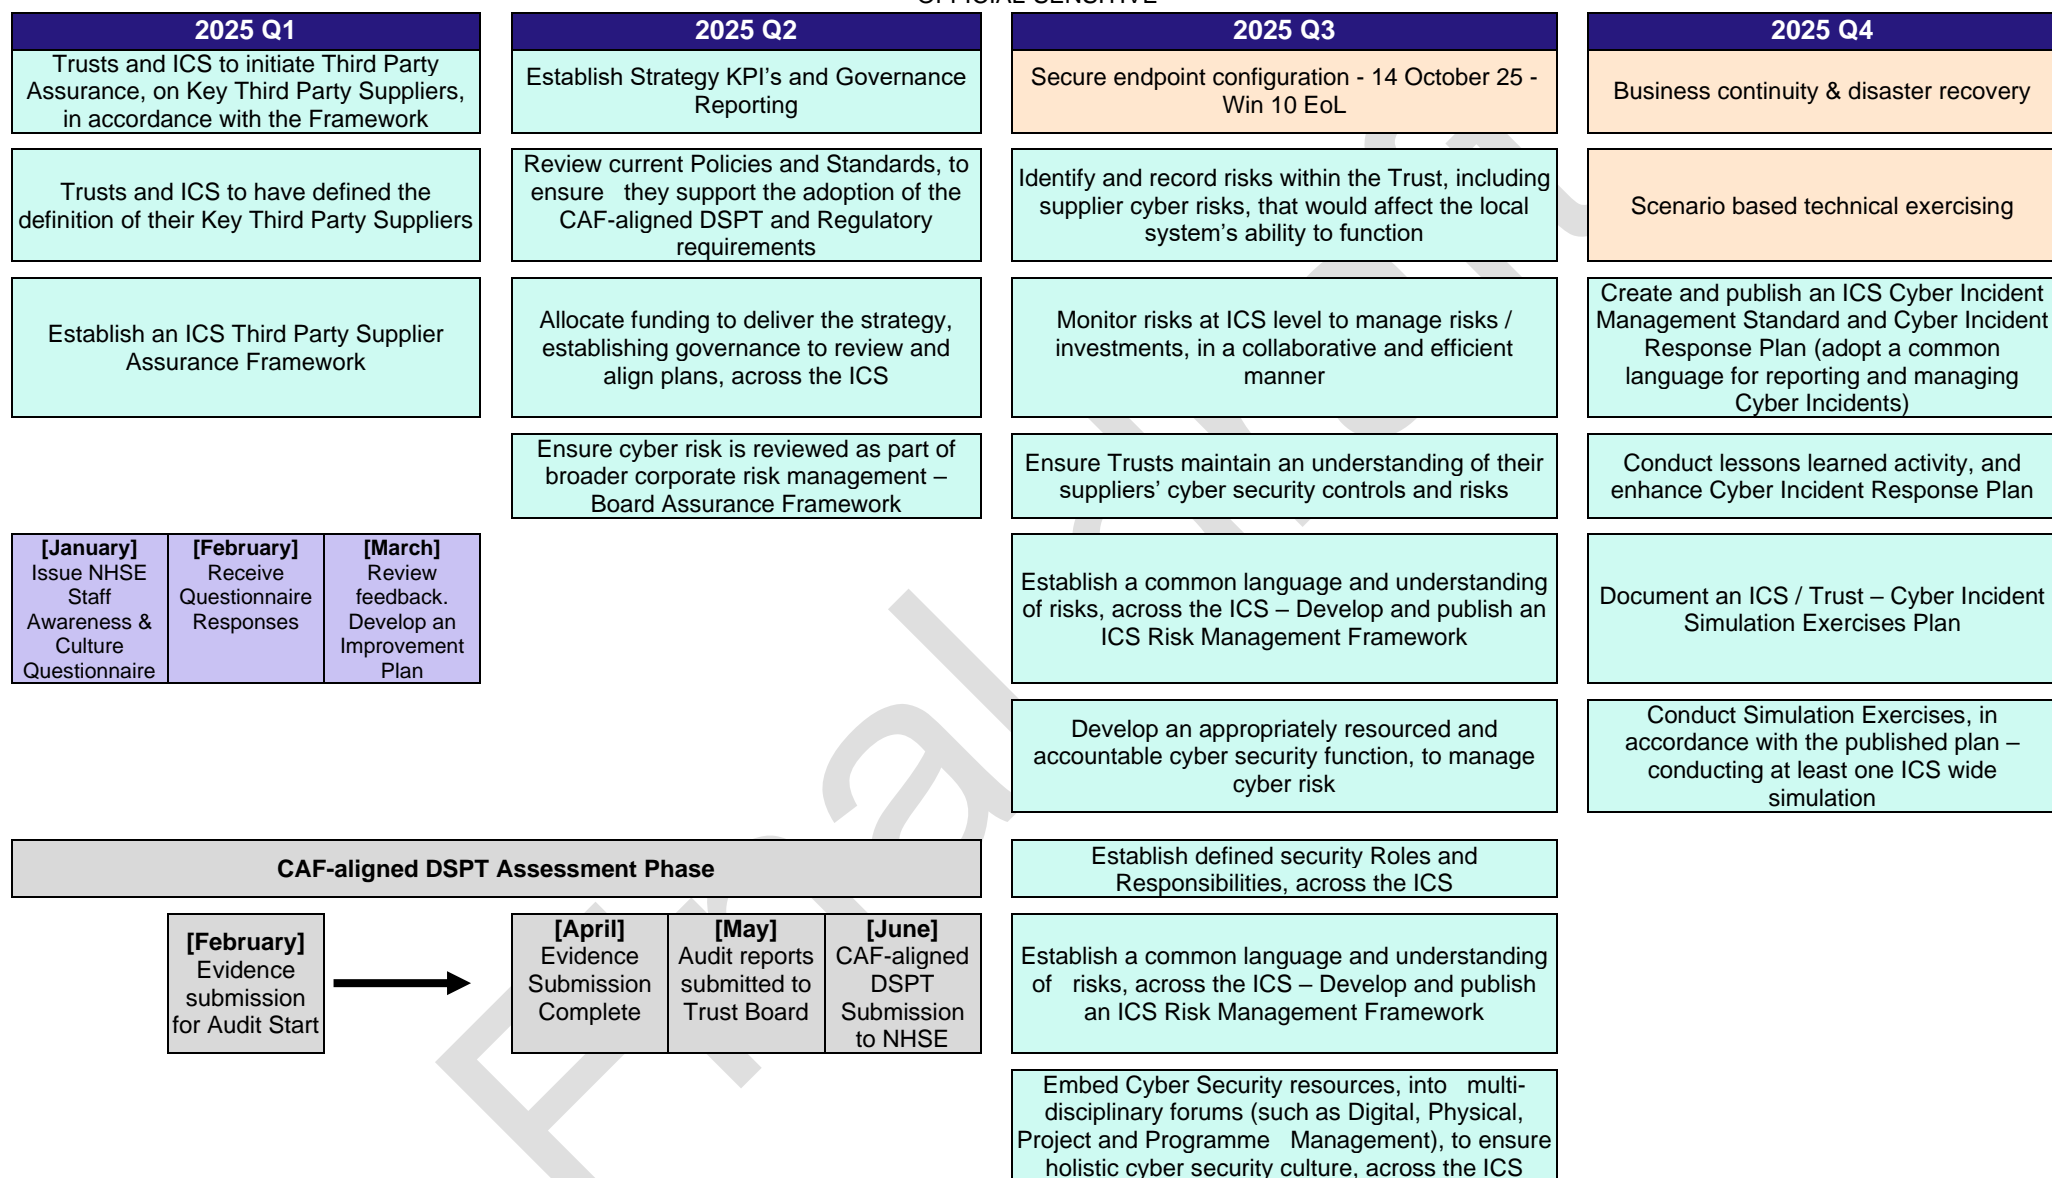 OFFICIAL SENSITIVE
2025 Q1
Trusts and ICS to initiate Third Party
Assurance, on Key Third Party Suppliers,
in accordance with the Framework
Trusts and ICS to have defined the
definition of their Key Third Party Suppliers
Establish an ICS Third Party Supplier
Assurance Framework
[January]
Issue NHSE
Staff
Awareness &
Culture
Questionnaire
[February]
Receive
Questionnaire
Responses
[March]
Review
feedback.
Develop an
Improvement
Plan
2025 Q2
Establish Strategy KPI's and Governance
Reporting
Review current Policies and Standards, to
ensure they support the adoption of the
CAF-aligned DSPT and Regulatory
requirements
Allocate funding to deliver the strategy,
establishing governance to review and
align plans, across the ICS
Ensure cyber risk is reviewed as part of
broader corporate risk management –
Board Assurance Framework
CAF-aligned DSPT Assessment Phase
[February]
Evidence
submission
for Audit Start
[April]
Evidence
Submission
Complete
[May]
Audit reports
submitted to
Trust Board
[June]
CAF-aligned
DSPT
Submission
to NHSE
2025 Q3
Secure endpoint configuration - 14 October 25 -
Win 10 EoL
Identify and record risks within the Trust, including
supplier cyber risks, that would affect the local
system's ability to function
Monitor risks at ICS level to manage risks /
investments, in a collaborative and efficient
manner
Ensure Trusts maintain an understanding of their
suppliers' cyber security controls and risks
Establish a common language and understanding
of risks, across the ICS – Develop and publish an
ICS Risk Management Framework
Develop an appropriately resourced and
accountable cyber security function, to manage
cyber risk
Establish defined security Roles and
Responsibilities, across the ICS
Establish a common language and understanding
of risks, across the ICS – Develop and publish
an ICS Risk Management Framework
Embed Cyber Security resources, into multi-
disciplinary forums (such as Digital, Physical,
Project and Programme Management), to ensure
holistic cyber security culture, across the ICS
2025 Q4
Business continuity & disaster recovery
Scenario based technical exercising
Create and publish an ICS Cyber Incident
Management Standard and Cyber Incident
Response Plan (adopt a common
language for reporting and managing
Cyber Incidents)
Conduct lessons learned activity, and
enhance Cyber Incident Response Plan
Document an ICS / Trust – Cyber Incident
Simulation Exercises Plan
Conduct Simulation Exercises, in
accordance with the published plan –
conducting at least one ICS wide
simulation
Final